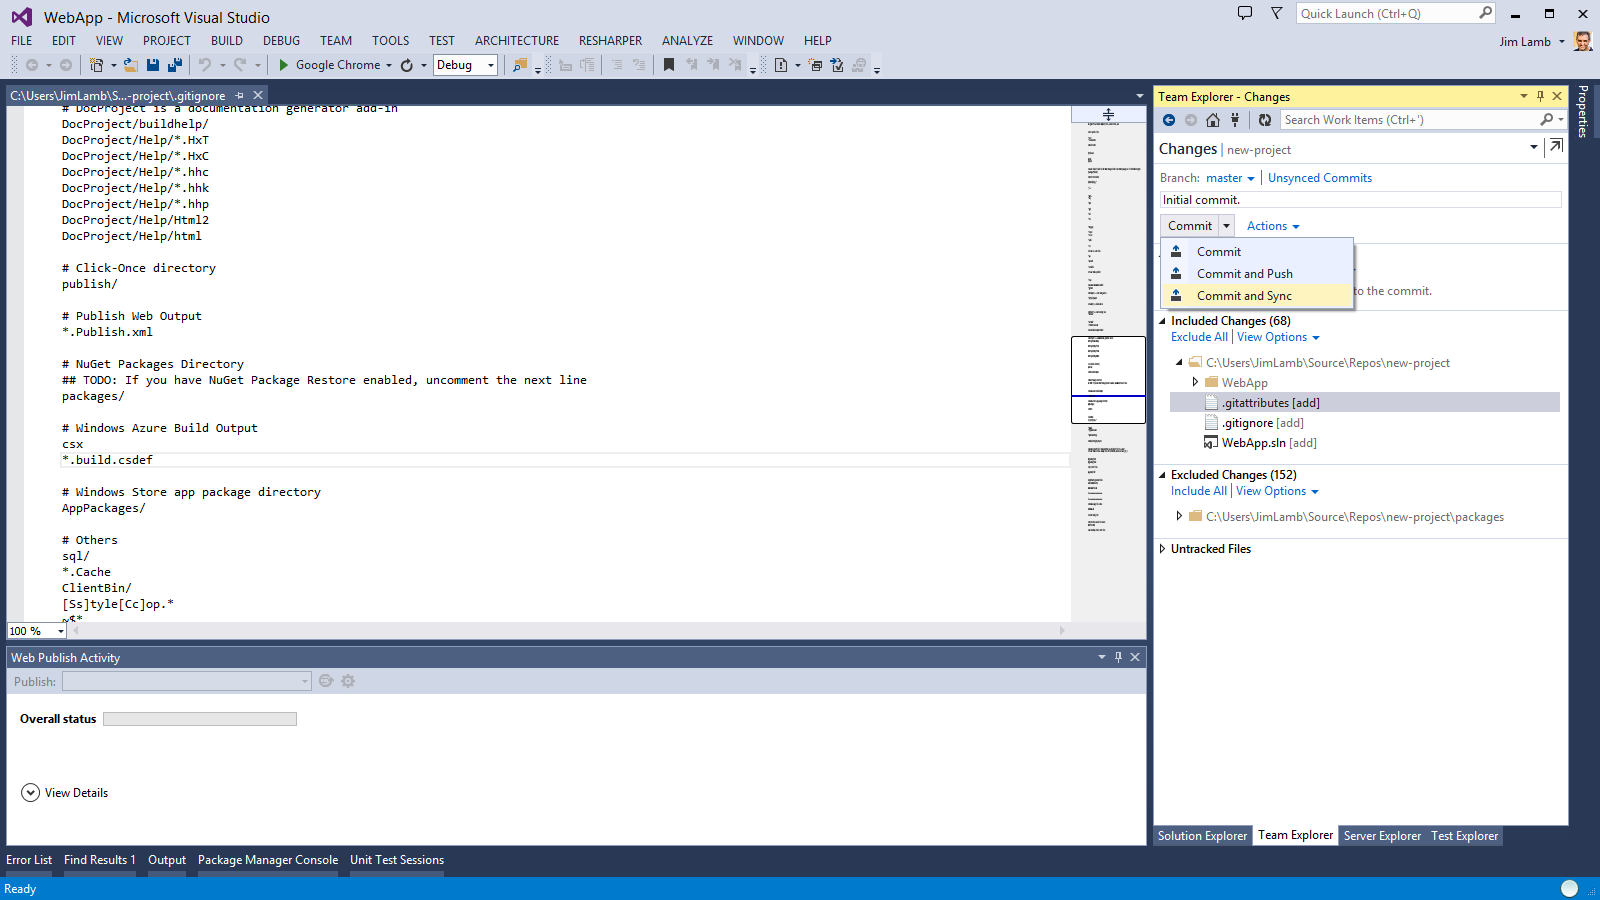 WebApp - Microsoft Visual Studio
Quick Launch (Ctrl+Q)
FILE EDIT VIEW PROJECT BUILD DEBUG TEAM TOOLS TEST ARCHITECTURE RESHARPER ANALYZE WINDOW HELP
Jim Lamb
Google Chrome
Debug
C:\Users\JimLamb\S...-project\.gitignore
# DocProject is a documentation generator add-in
DocProject/buildhelp/
DocProject/Help/*.HxT
DocProject/Help/*.HxC
DocProject/Help/*.hhc
DocProject/Help/*.hhk
DocProject/Help/*.hhp
DocProject/Help/Html2
DocProject/Help/html
# Click-Once directory
publish/
# Publish Web Output
*.Publish.xml
# NuGet Packages Directory
## TODO: If you have NuGet Package Restore enabled, uncomment the next line
packages/
# Windows Azure Build Output
csx
*.build.csdef
# Windows Store app package directory
AppPackages/
# Others
sql/
*.Cache
ClientBin/
[Ss]tyle[Cc]op.*
~$*
100 %
Web Publish Activity
Publish:
Overall status
View Details
Team Explorer - Changes
Search Work Items (Ctrl+')
Changes | new-project
Branch: master
Unsynced Commits
Initial commit.
Commit
Actions
Commit
Commit and Push
Commit and Sync
to the commit.
Included Changes (68)
Exclude All
View Options
C:\Users\JimLamb\Source\Repos\new-project
WebApp
.gitattributes [add]
.gitignore [add]
WebApp.sln [add]
Excluded Changes (152)
Include All
View Options
C:\Users\JimLamb\Source\Repos\new-project\packages
Untracked Files
Properties
Solution Explorer Team Explorer Server Explorer Test Explorer
Error List Find Results 1 Output Package Manager Console Unit Test Sessions
Ready